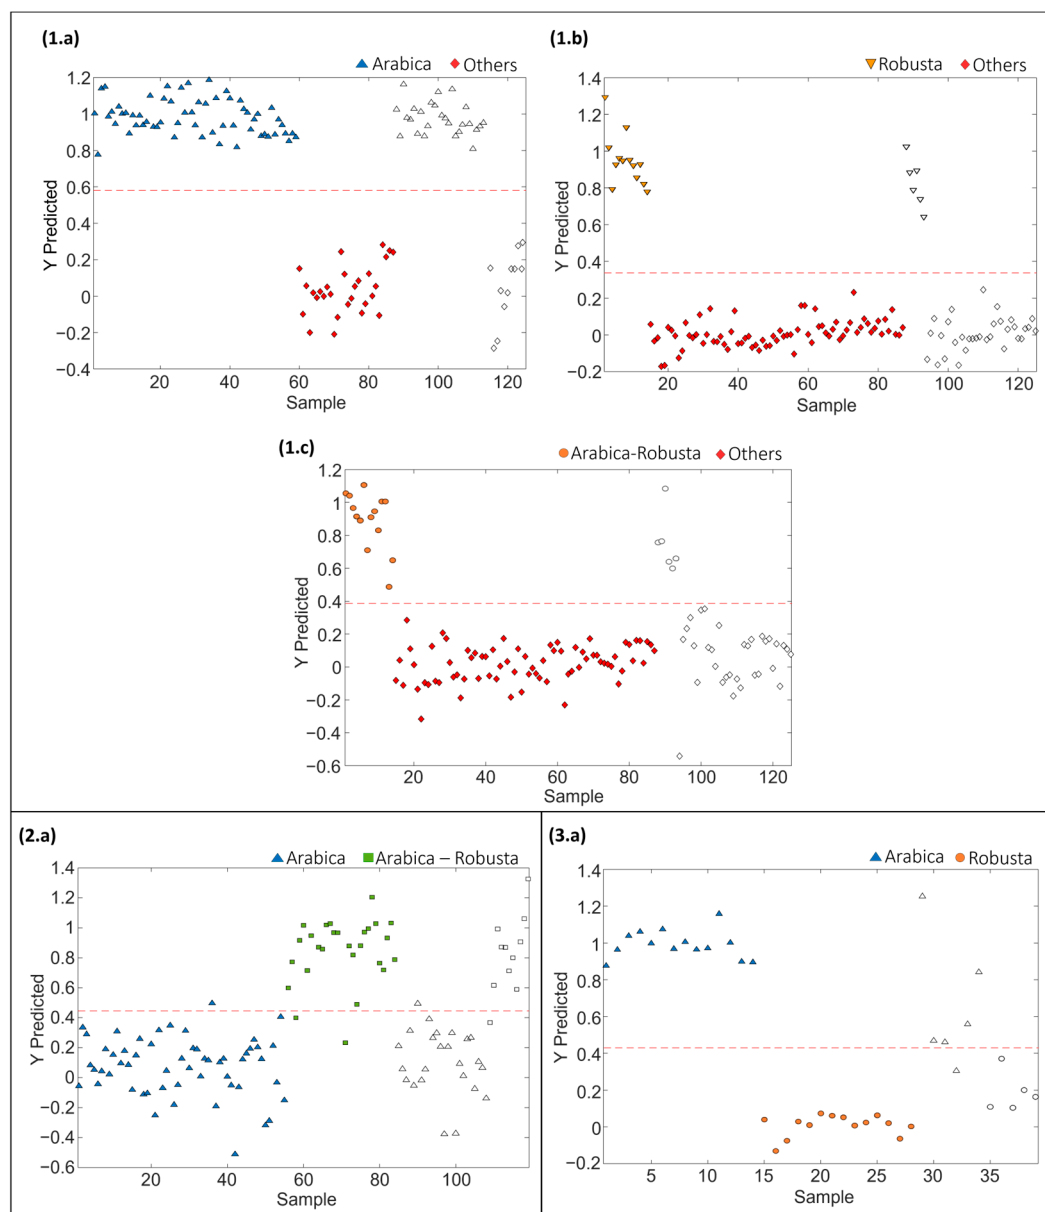 (1.a)
Arabica Others
1.2
1
0.8
0.6
0.4
0.2
0
−0.2
−0.4
Y Predicted
20 40 60 80 100 120
Sample
(1.b)
Robusta Others
1.4
1.2
1
0.8
0.6
0.4
0.2
0
−0.2
Y Predicted
20 40 60 80 100 120
Sample
(1.c)
Arabica-Robusta Others
1.2
1
0.8
0.6
0.4
0.2
0
−0.2
−0.4
−0.6
Y Predicted
20 40 60 80 100 120
Sample
(2.a)
Arabica Arabica – Robusta
1.4
1.2
1
0.8
0.6
0.4
0.2
0
−0.2
−0.4
−0.6
Y Predicted
20 40 60 80 100
Sample
(3.a)
Arabica Robusta
1.4
1.2
1
0.8
0.6
0.4
0.2
0
−0.2
Y Predicted
5 10 15 20 25 30 35
Sample